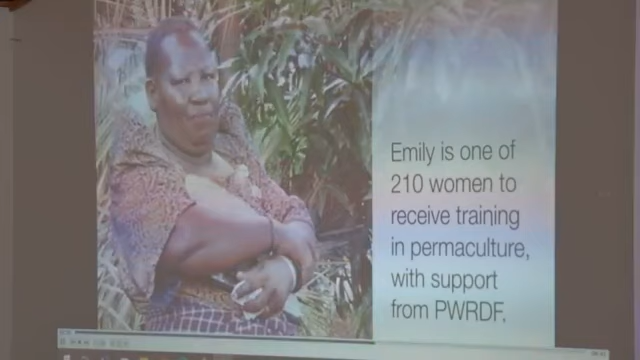 Emily is one of
210 women to
receive training
in permaculture,
with support
from PWRDF,